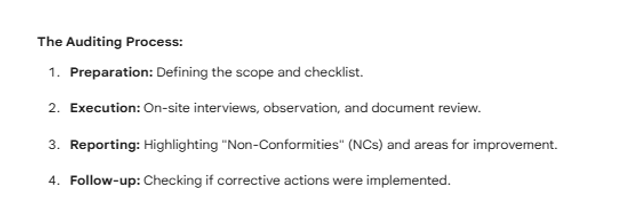 The Auditing Process:
1. Preparation: Defining the scope and checklist.
2. Execution: On-site interviews, observation, and document review.
3. Reporting: Highlighting "Non-Conformities" (NCs) and areas for improvement.
4. Follow-up: Checking if corrective actions were implemented.